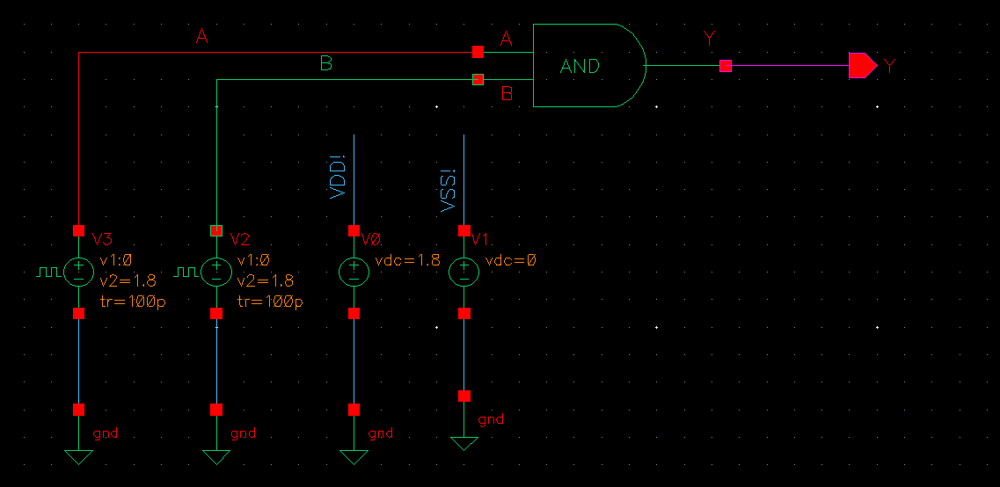 A
A
Y
B
AND
Y
B
VDD!
VSS!
V3
V2
V0
V1
v1:0
v2=1.8
tr=100p
v1:0
v2=1.8
tr=100p
vdc=1.8
vdc=0
gnd
gnd
gnd
gnd